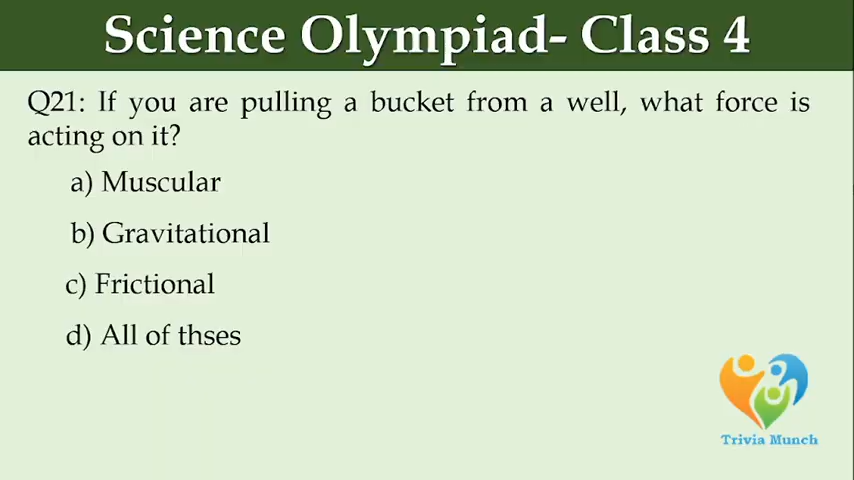 Science Olympiad- Class 4
Q21: If you are pulling a bucket from a well, what force is
acting on it?
a) Muscular
b) Gravitational
c) Frictional
d) All of thses
Trivia Munch